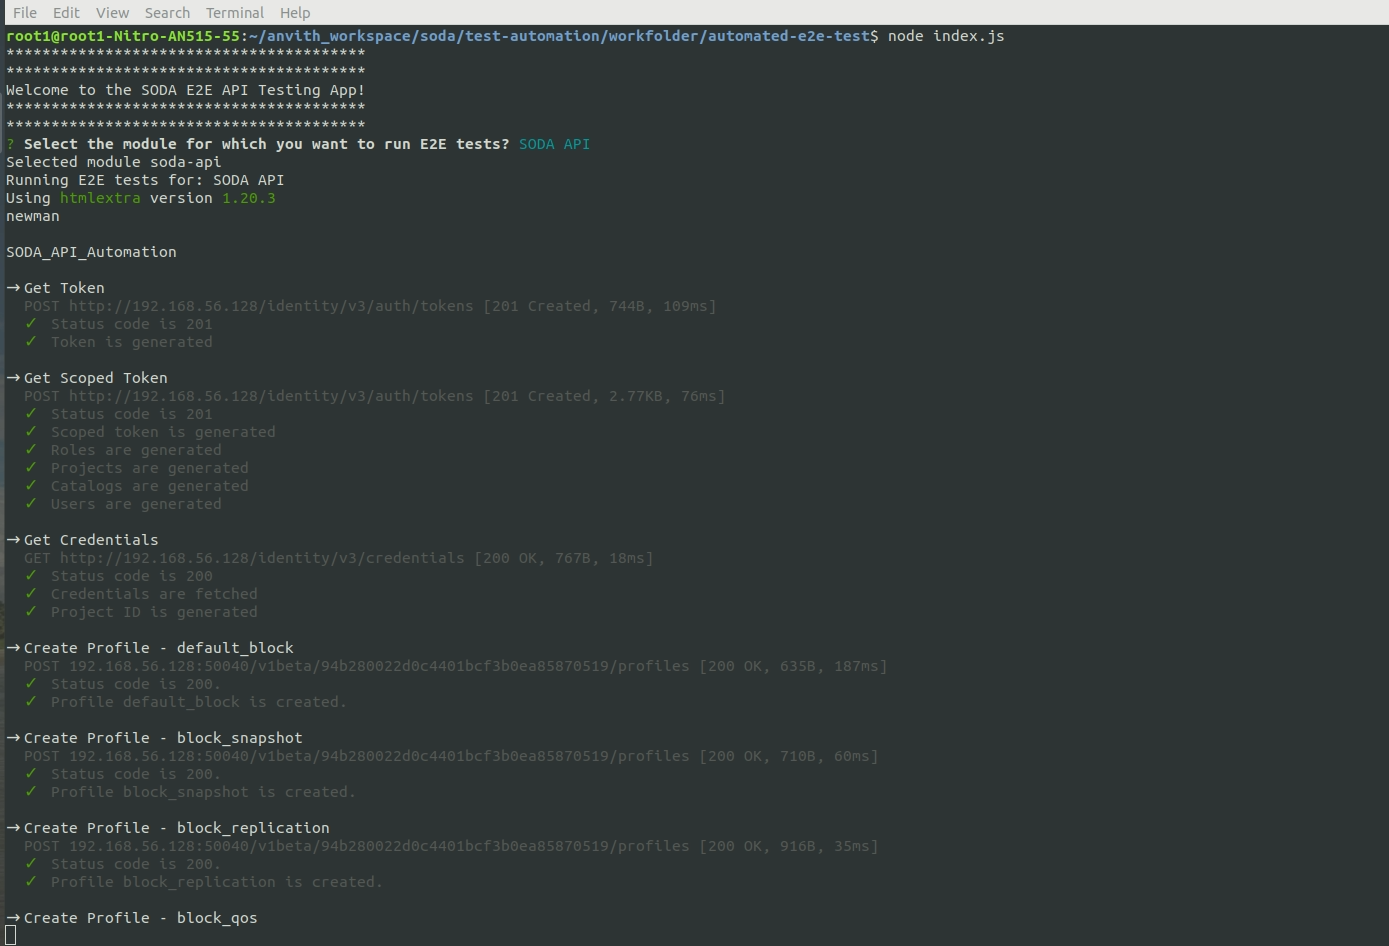 File Edit View Search Terminal Help
root1@root1-Nitro-AN515-55:~/anvith_workspace/soda/test-automation/workfolder/automated-e2e-test$ node index.js
****************************************
****************************************
Welcome to the SODA E2E API Testing App!
****************************************
****************************************
? Select the module for which you want to run E2E tests? SODA API
Selected module soda-api
Running E2E tests for: SODA API
Using htmlextra version 1.20.3
newman
SODA_API_Automation
→ Get Token
POST http://192.168.56.128/identity/v3/auth/tokens [201 Created, 744B, 109ms]
✓ Status code is 201
✓ Token is generated
→ Get Scoped Token
POST http://192.168.56.128/identity/v3/auth/tokens [201 Created, 2.77KB, 76ms]
✓ Status code is 201
✓ Scoped token is generated
✓ Roles are generated
✓ Projects are generated
✓ Catalogs are generated
✓ Users are generated
→ Get Credentials
GET http://192.168.56.128/identity/v3/credentials [200 OK, 767B, 18ms]
✓ Status code is 200
✓ Credentials are fetched
✓ Project ID is generated
→ Create Profile - default_block
POST 192.168.56.128:50040/v1beta/94b280022d0c4401bcf3b0ea85870519/profiles [200 OK, 635B, 187ms]
✓ Status code is 200.
✓ Profile default_block is created.
→ Create Profile - block_snapshot
POST 192.168.56.128:50040/v1beta/94b280022d0c4401bcf3b0ea85870519/profiles [200 OK, 710B, 60ms]
✓ Status code is 200.
✓ Profile block_snapshot is created.
→ Create Profile - block_replication
POST 192.168.56.128:50040/v1beta/94b280022d0c4401bcf3b0ea85870519/profiles [200 OK, 916B, 35ms]
✓ Status code is 200.
✓ Profile block_replication is created.
→ Create Profile - block_qos